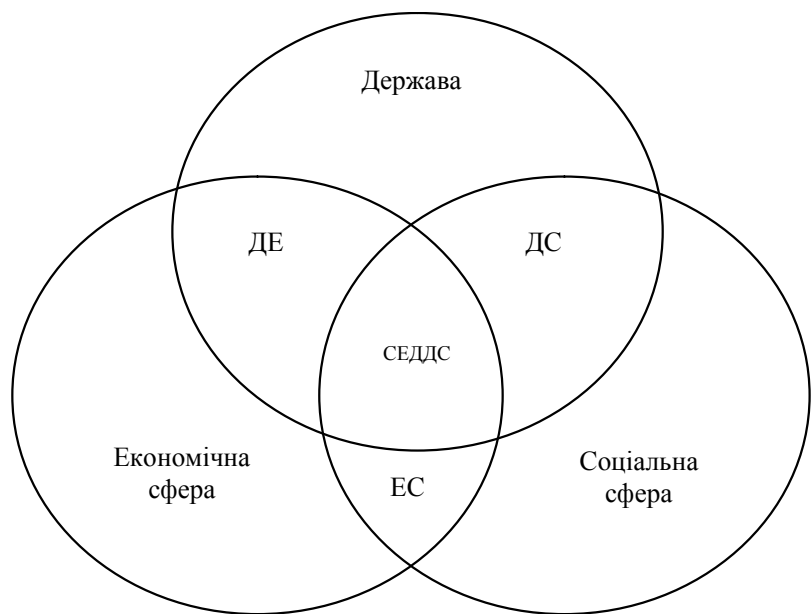 Держава
ДЕ
ДС
СЕДДС
Економічна
сфера
ЕС
Соціальна
сфера